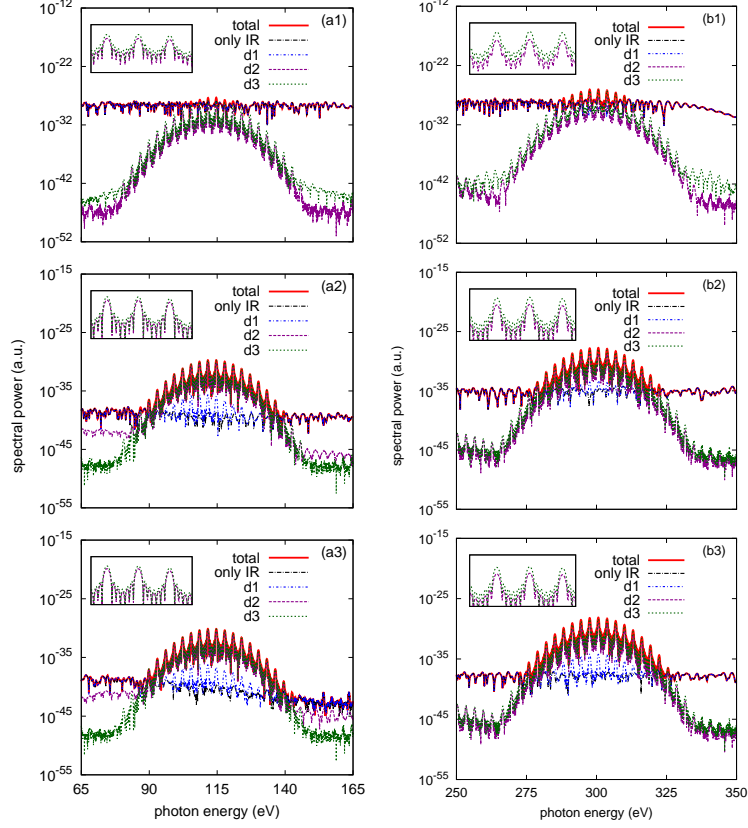 10^-12
10^-22
10^-32
10^-42
10^-52
(a1)
total
only IR
d1
d2
d3
10^-12
10^-22
10^-32
10^-42
10^-52
(b1)
total
only IR
d1
d2
d3
10^-15
10^-25
10^-35
10^-45
10^-55
(a2)
total
only IR
d1
d2
d3
spectral power (a.u.)
10^-15
10^-25
10^-35
10^-45
10^-55
(b2)
total
only IR
d1
d2
d3
spectral power (a.u.)
10^-15
10^-25
10^-35
10^-45
10^-55
(a3)
total
only IR
d1
d2
d3
65 90 115 140 165
photon energy (eV)
10^-15
10^-25
10^-35
10^-45
10^-55
(b3)
total
only IR
d1
d2
d3
250 275 300 325 350
photon energy (eV)